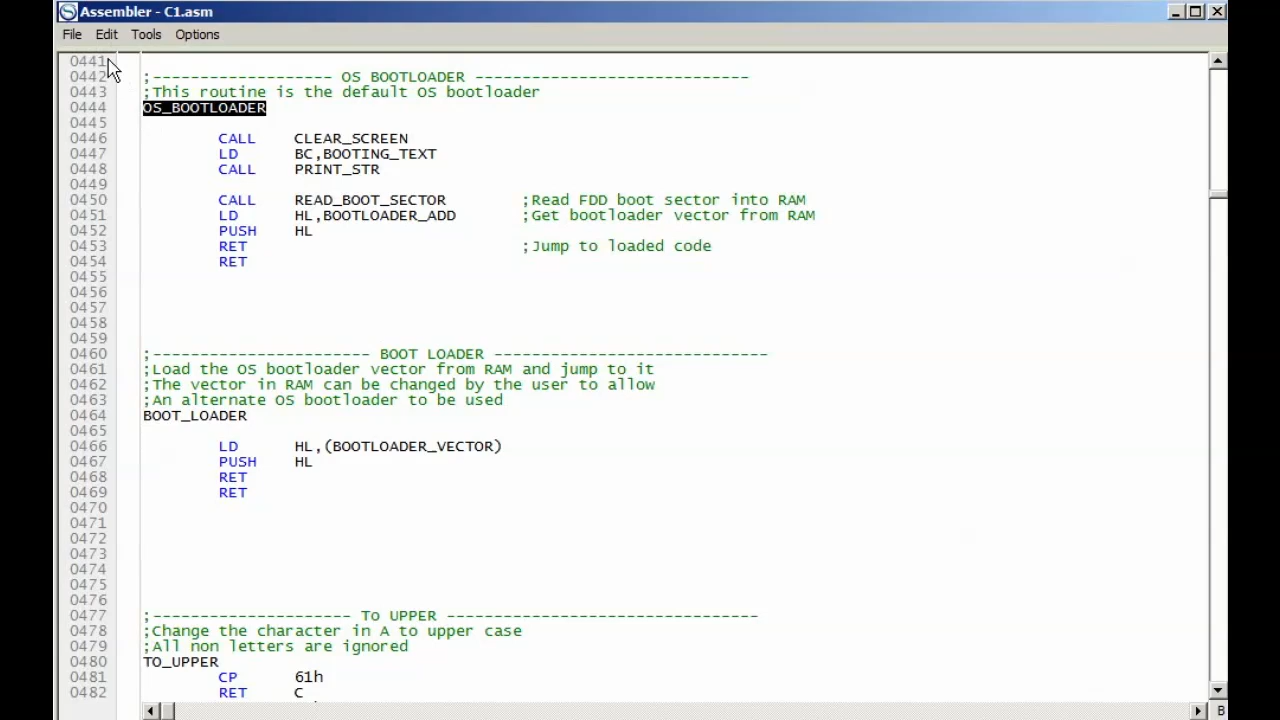 Assembler - C1.asm
File Edit Tools Options
0441
0442 ;------------------- OS BOOTLOADER -----------------------------
0443 ;This routine is the default OS bootloader
0444 OS_BOOTLOADER
0445
0446 CALL CLEAR_SCREEN
0447 LD BC,BOOTING_TEXT
0448 CALL PRINT_STR
0449
0450 CALL READ_BOOT_SECTOR ;Read FDD boot sector into RAM
0451 LD HL,BOOTLOADER_ADD ;Get bootloader vector from RAM
0452 PUSH HL
0453 RET ;Jump to loaded code
0454 RET
0455
0456
0457
0458
0459
0460 ;----------------------- BOOT LOADER -----------------------------
0461 ;Load the OS bootloader vector from RAM and jump to it
0462 ;The vector in RAM can be changed by the user to allow
0463 ;An alternate OS bootloader to be used
0464 BOOT_LOADER
0465
0466 LD HL,(BOOTLOADER_VECTOR)
0467 PUSH HL
0468 RET
0469 RET
0470
0471
0472
0473
0474
0475
0476
0477 ;--------------------- To UPPER ---------------------------------
0478 ;Change the character in A to upper case
0479 ;All non letters are ignored
0480 TO_UPPER
0481 CP 61h
0482 RET C
B